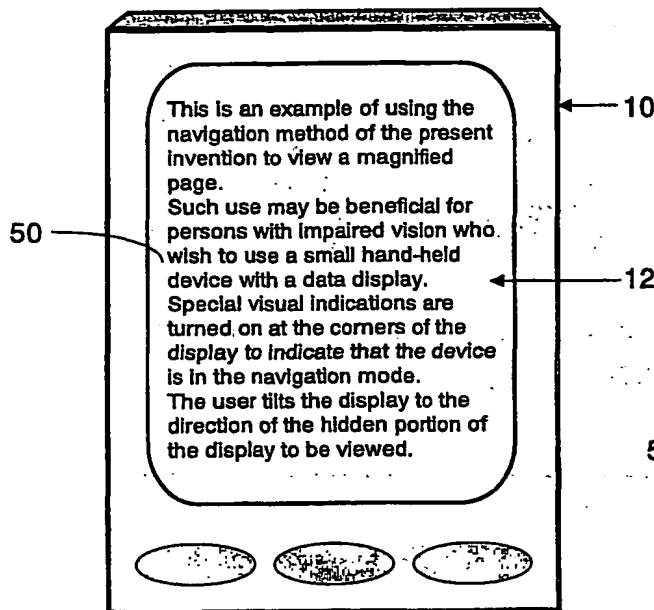 This is an example of using the
navigation method of the present
invention to view a magnified
page.
Such use may be beneficial for
persons with impaired vision who
wish to use a small hand-held
device with a data display.
Special visual indications are
turned on at the corners of the
display to indicate that the device
is in the navigation mode.
The user tilts the display to the
direction of the hidden portion of
the display to be viewed.
10
50
12
5